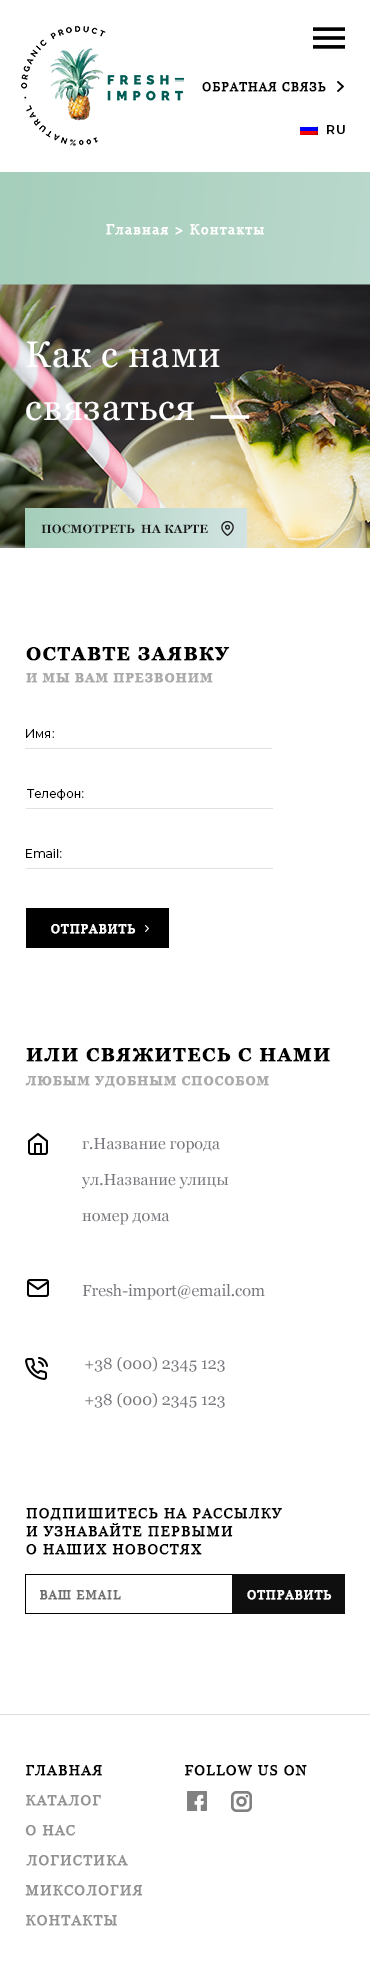 ORGANIC PRODUCT
100% NATURAL
FRESH-
IMPORT
ОБРАТНАЯ СВЯЗЬ
RU
Главная > Контакты
Как с нами
связаться
ПОСМОТРЕТЬ НА КАРТЕ
ОСТАВТЕ ЗАЯВКУ
И МЫ ВАМ ПРЕЗВОНИМ
Имя:
Телефон:
Email:
ОТПРАВИТЬ >
ИЛИ СВЯЖИТЕСЬ С НАМИ
ЛЮБЫМ УДОБНЫМ СПОСОБОМ
г.Название города
ул.Название улицы
номер дома
Fresh-import@email.com
+38 (000) 2345 123
+38 (000) 2345 123
ПОДПИШИТЕСЬ НА РАССЫЛКУ
И УЗНАВАЙТЕ ПЕРВЫМИ
О НАШИХ НОВОСТЯХ
ВАШ EMAIL
ОТПРАВИТЬ
ГЛАВНАЯ
КАТАЛОГ
О НАС
ЛОГИСТИКА
МИКСОЛОГИЯ
КОНТАКТЫ
FOLLOW US ON